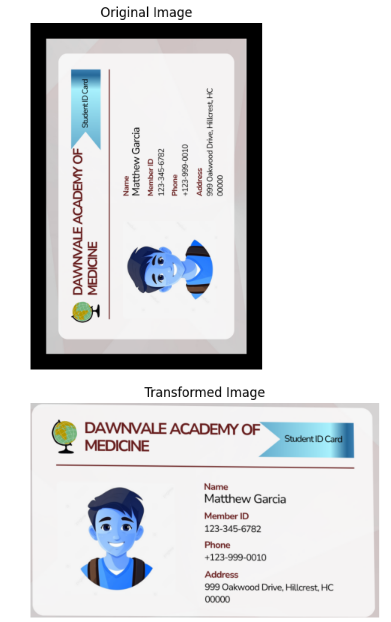 Original Image
DAWNVALE ACADEMY OF
MEDICINE
Student ID Card
Name
Matthew Garcia
Member ID
123-345-6782
Phone
+123-999-0010
Address
999 Oakwood Drive, Hillcrest, HC
00000
Transformed Image
DAWNVALE ACADEMY OF
MEDICINE
Student ID Card
Name
Matthew Garcia
Member ID
123-345-6782
Phone
+123-999-0010
Address
999 Oakwood Drive, Hillcrest, HC
00000